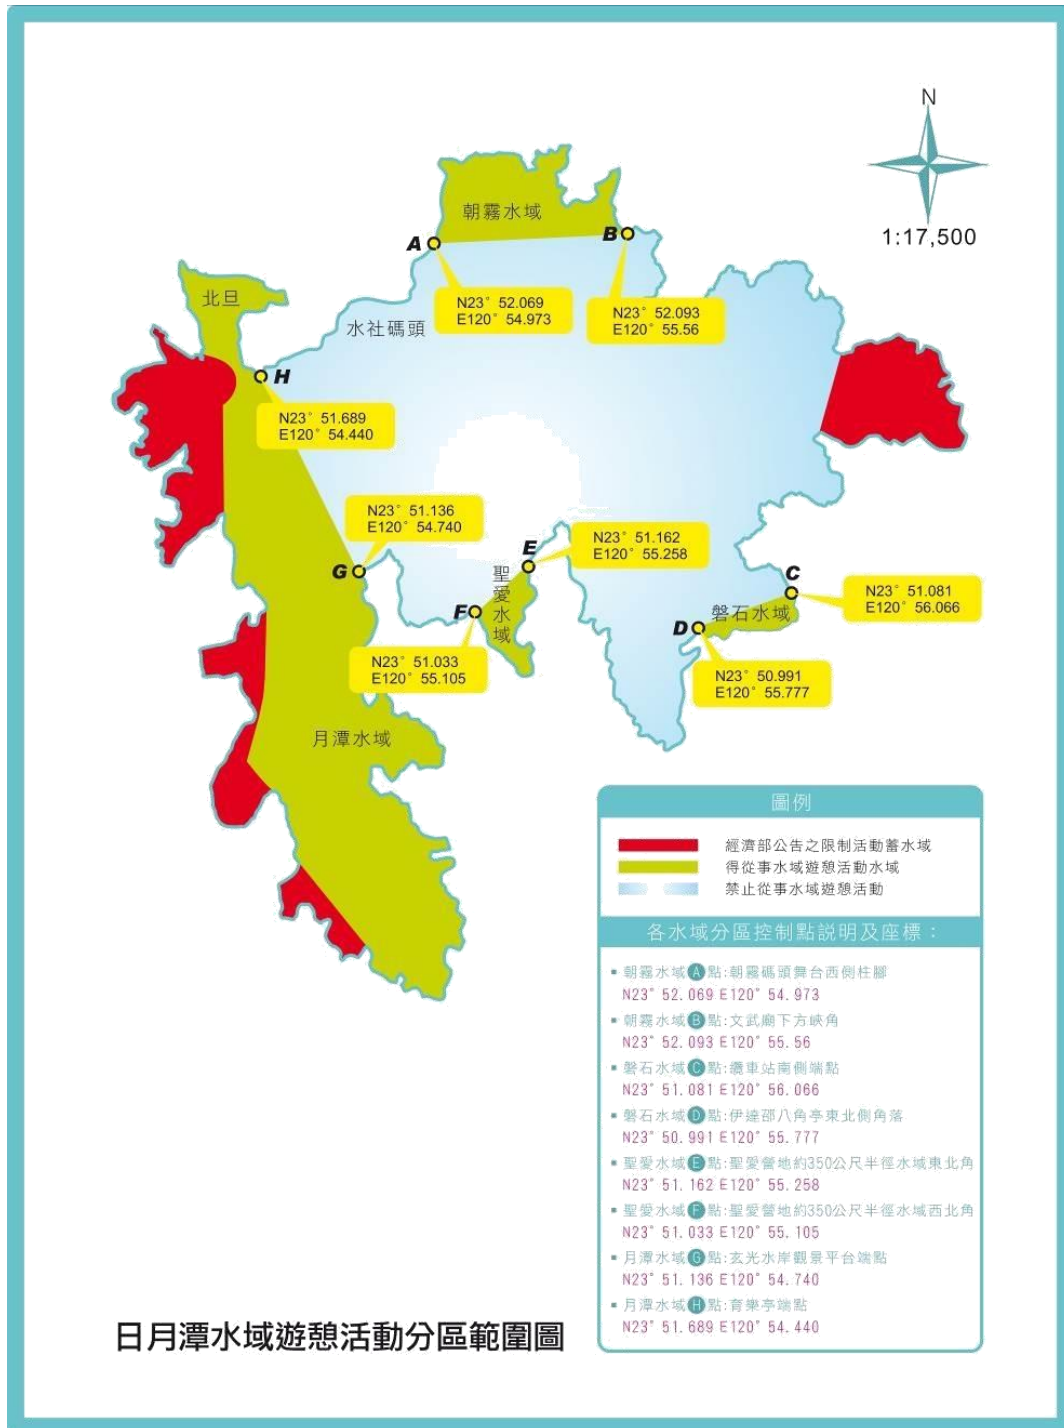 N
1:17,500
朝霧水域
A
B
N23° 52.069
E120° 54.973
N23° 52.093
E120° 55.56
北旦
水社碼頭
H
N23° 51.689
E120° 54.440
N23° 51.136
E120° 54.740
G
E
N23° 51.162
E120° 55.258
聖愛水域
F
N23° 51.033
E120° 55.105
C
N23° 51.081
E120° 56.066
磐石水域
D
N23° 50.991
E120° 55.777
月潭水域
圖例
經濟部公告之限制活動蓄水域
得從事水域遊憩活動水域
禁止從事水域遊憩活動
各水域分區控制點説明及座標：
▪ 朝霧水域A點:朝霧碼頭舞台西側柱腳
N23° 52.069 E120° 54.973
▪ 朝霧水域B點:文武廟下方峽角
N23° 52.093 E120° 55.56
▪ 磐石水域C點:纜車站南側端點
N23° 51.081 E120° 56.066
▪ 磐石水域D點:伊達邵八角亭東北側角落
N23° 50.991 E120° 55.777
▪ 聖愛水域E點:聖愛營地約350公尺半徑水域東北角
N23° 51.162 E120° 55.258
▪ 聖愛水域F點:聖愛營地約350公尺半徑水域西北角
N23° 51.033 E120° 55.105
▪ 月潭水域G點:玄光水岸觀景平台端點
N23° 51.136 E120° 54.740
▪ 月潭水域H點:育樂亭端點
N23° 51.689 E120° 54.440
日月潭水域遊憩活動分區範圍圖